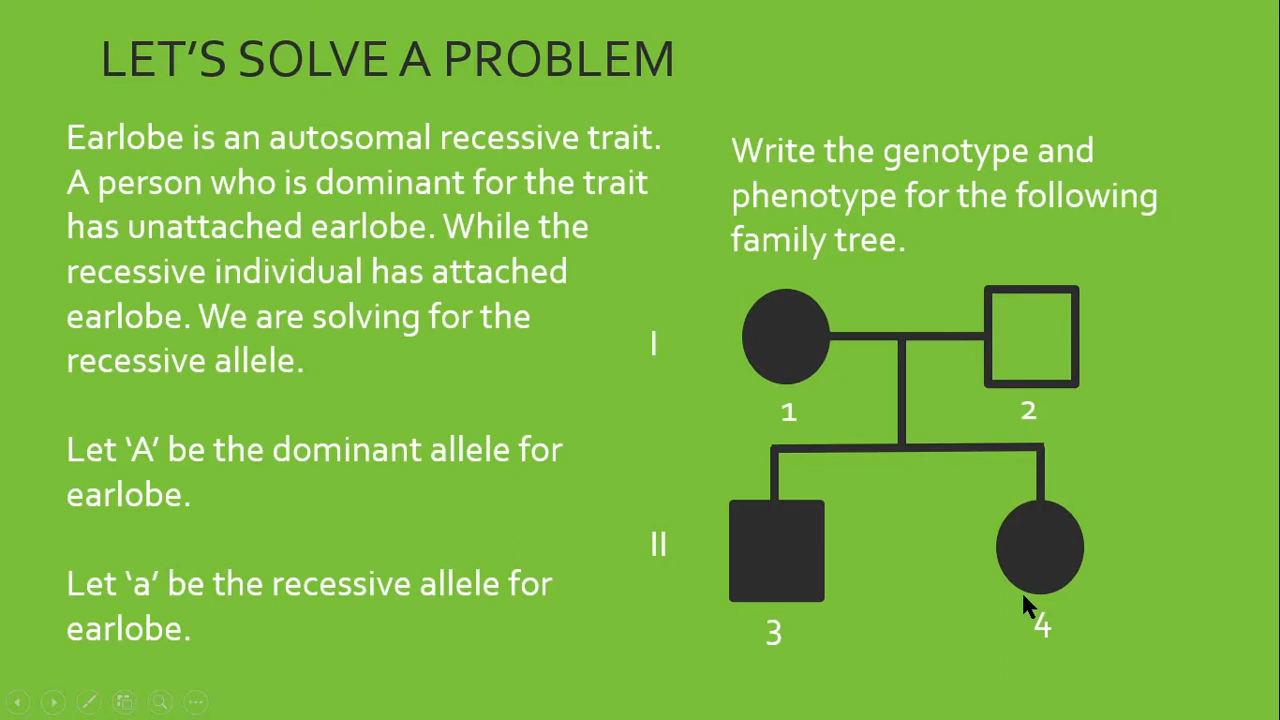 LET’S SOLVE A PROBLEM
Earlobe is an autosomal recessive trait.
A person who is dominant for the trait
has unattached earlobe. While the
recessive individual has attached
earlobe. We are solving for the
recessive allele.
Let ‘A’ be the dominant allele for
earlobe.
Let ‘a’ be the recessive allele for
earlobe.
Write the genotype and
phenotype for the following
family tree.
I
1
2
II
3
4